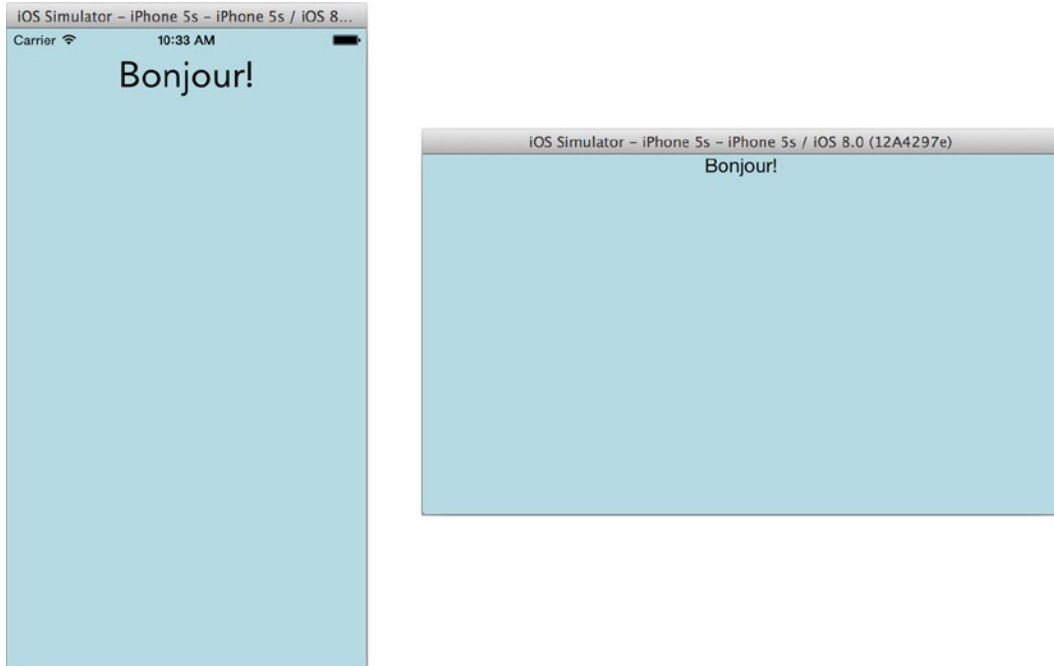 iOS Simulator – iPhone 5s – iPhone 5s / iOS 8...
Carrier 10:33 AM
Bonjour!
iOS Simulator – iPhone 5s – iPhone 5s / iOS 8.0 (12A4297e)
Bonjour!